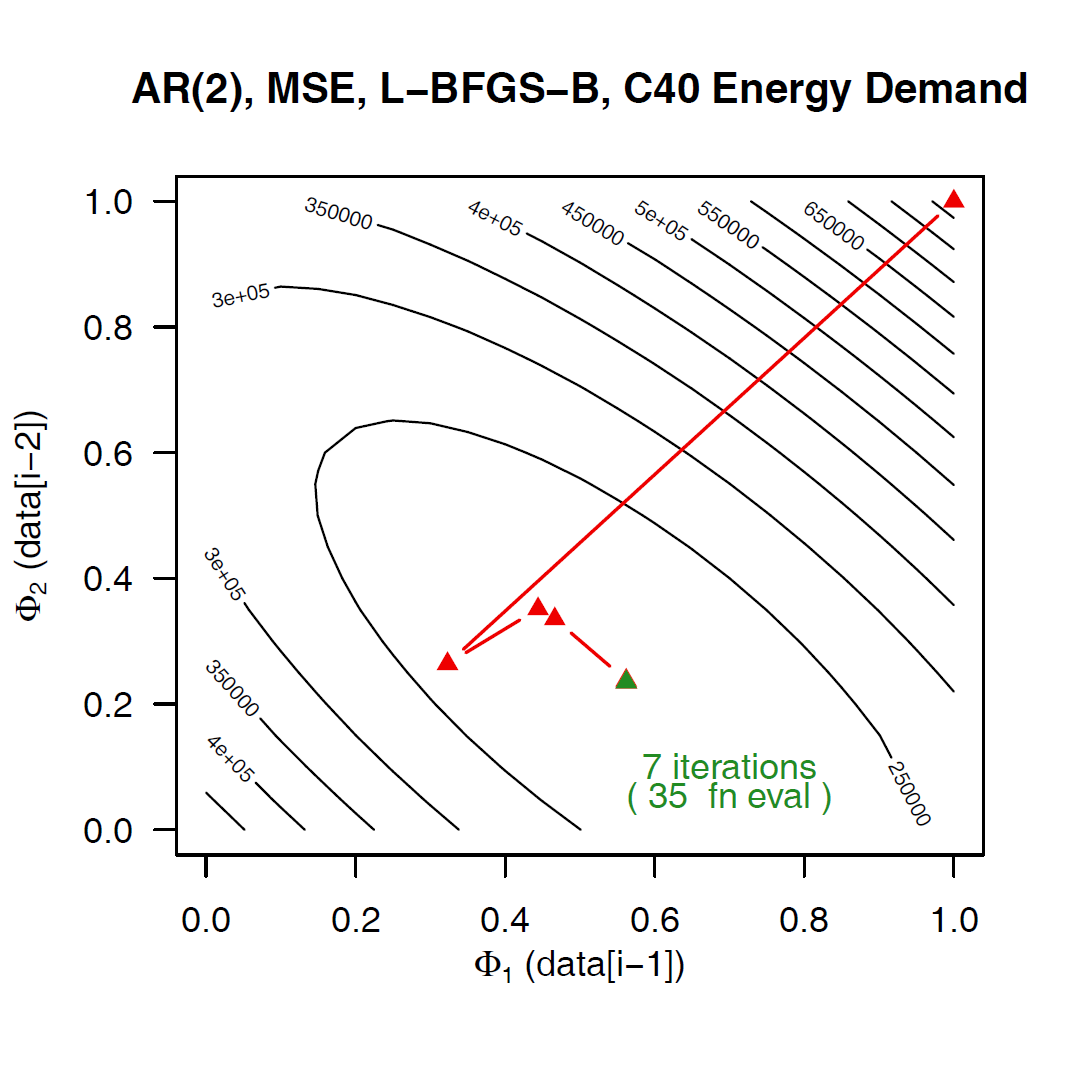 AR(2), MSE, L−BFGS−B, C40 Energy Demand
350000
4e+05
450000
5e+05
550000
650000
3e+05
3e+05
350000
4e+05
250000
7 iterations
( 35 fn eval )
1.0
0.8
0.6
0.4
0.2
0.0
Φ2 (data[i−2])
0.0 0.2 0.4 0.6 0.8 1.0
Φ1 (data[i−1])